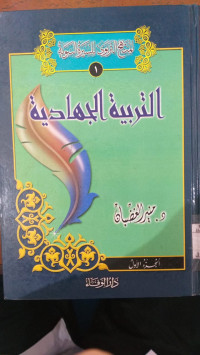 المنهج التربوي للسيرة النبوية
١
التربية الجهادية
د. منير الغضبان
الجزء الأول
دار الوفاء